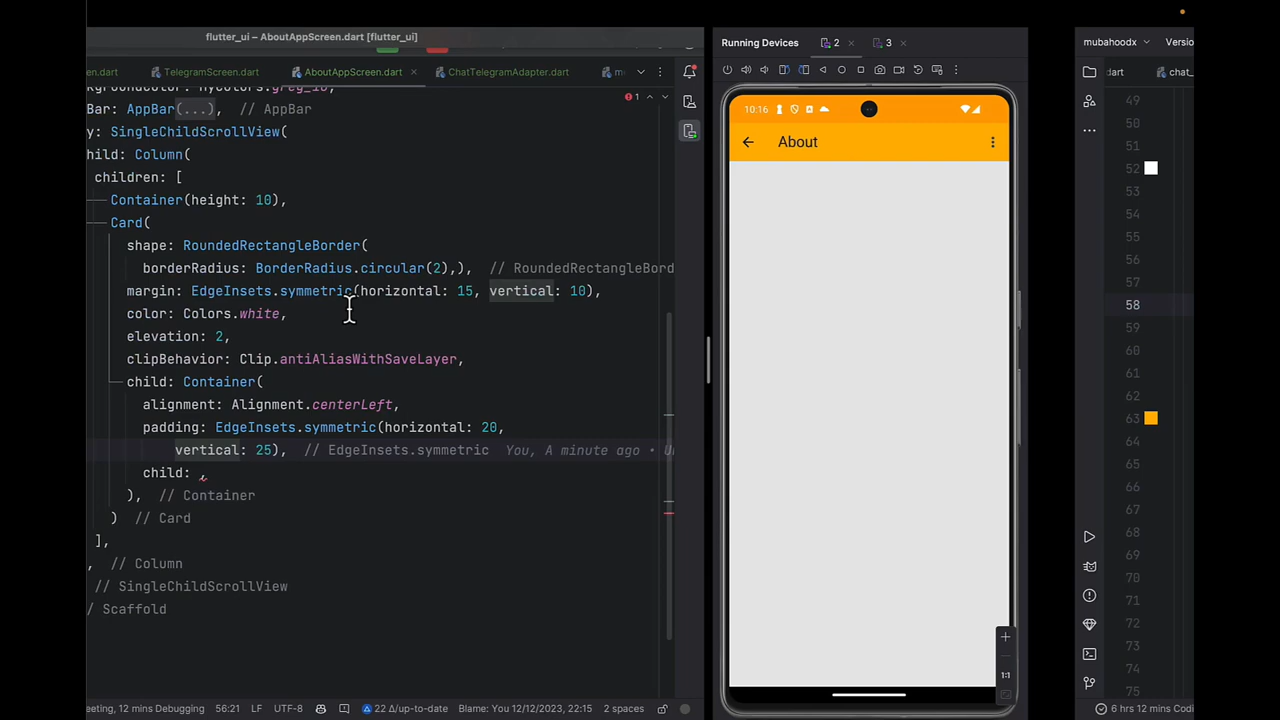 flutter_ui – AboutAppScreen.dart [flutter_ui]
en.dart
TelegramScreen.dart
AboutAppScreen.dart
ChatTelegramAdapter.dart
Bar: AppBar(...), // AppBar
y: SingleChildScrollView(
hild: Column(
children: [
Container(height: 10),
Card(
shape: RoundedRectangleBorder(
borderRadius: BorderRadius.circular(2),), // RoundedRectangleBord
margin: EdgeInsets.symmetric(horizontal: 15, vertical: 10),
color: Colors.white,
elevation: 2,
clipBehavior: Clip.antiAliasWithSaveLayer,
child: Container(
alignment: Alignment.centerLeft,
padding: EdgeInsets.symmetric(horizontal: 20,
vertical: 25), // EdgeInsets.symmetric You, A minute ago • U
child: ,
), // Container
) // Card
],
, // Column
// SingleChildScrollView
/ Scaffold
1
eeting, 12 mins Debugging
56:21
LF
UTF-8
22 Δ/up-to-date
Blame: You 12/12/2023, 22:15
2 spaces
Running Devices
2
3
10:16
About
1:1
mubahoodx
Versio
:dart
chat_
49
50
51
52
53
54
55
56
57
58
59
60
61
62
63
64
65
66
67
68
69
70
71
72
73
74
75
6 hrs 12 mins Codi